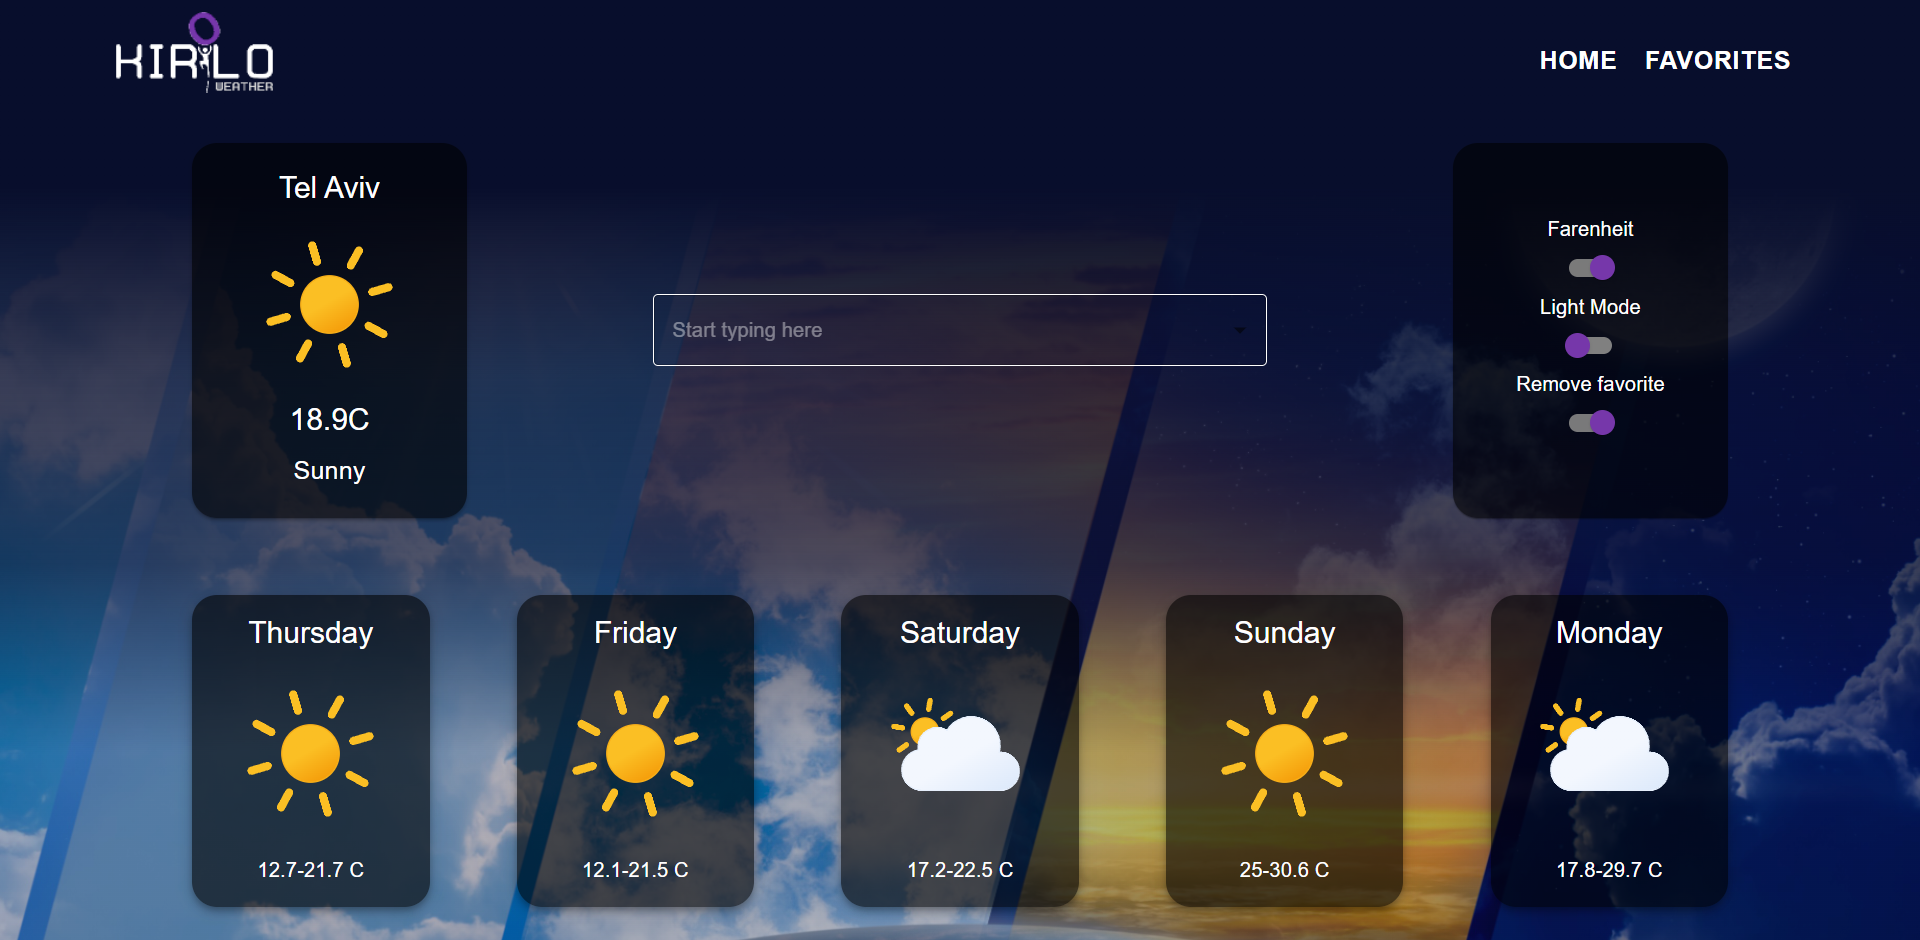 KIRILO
WEATHER
HOME FAVORITES
Tel Aviv
18.9C
Sunny
Start typing here
Farenheit
Light Mode
Remove favorite
Thursday
12.7-21.7 C
Friday
12.1-21.5 C
Saturday
17.2-22.5 C
Sunday
25-30.6 C
Monday
17.8-29.7 C